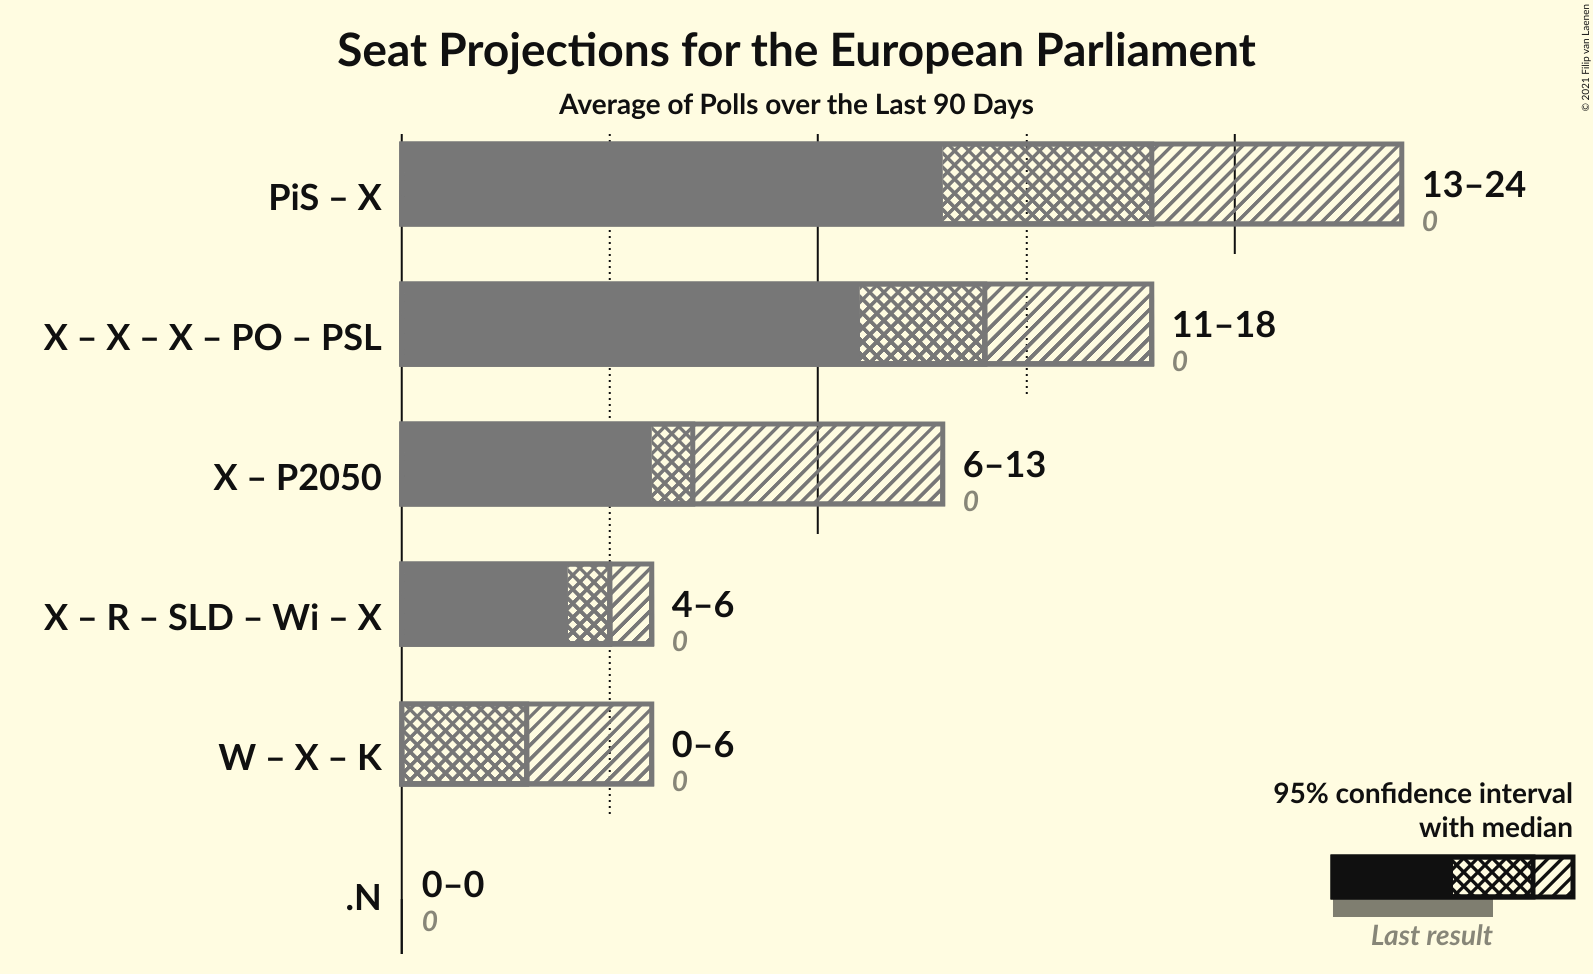 Seat Projections for the European Parliament
Average of Polls over the Last 90 Days
© 2021 Filip van Laenen
PiS – X
13–24
0
X – X – X – PO – PSL
11–18
0
X – P2050
6–13
0
X – R – SLD – Wi – X
4–6
0
W – X – K
0–6
0
.N
0–0
0
95% confidence interval
with median
Last result